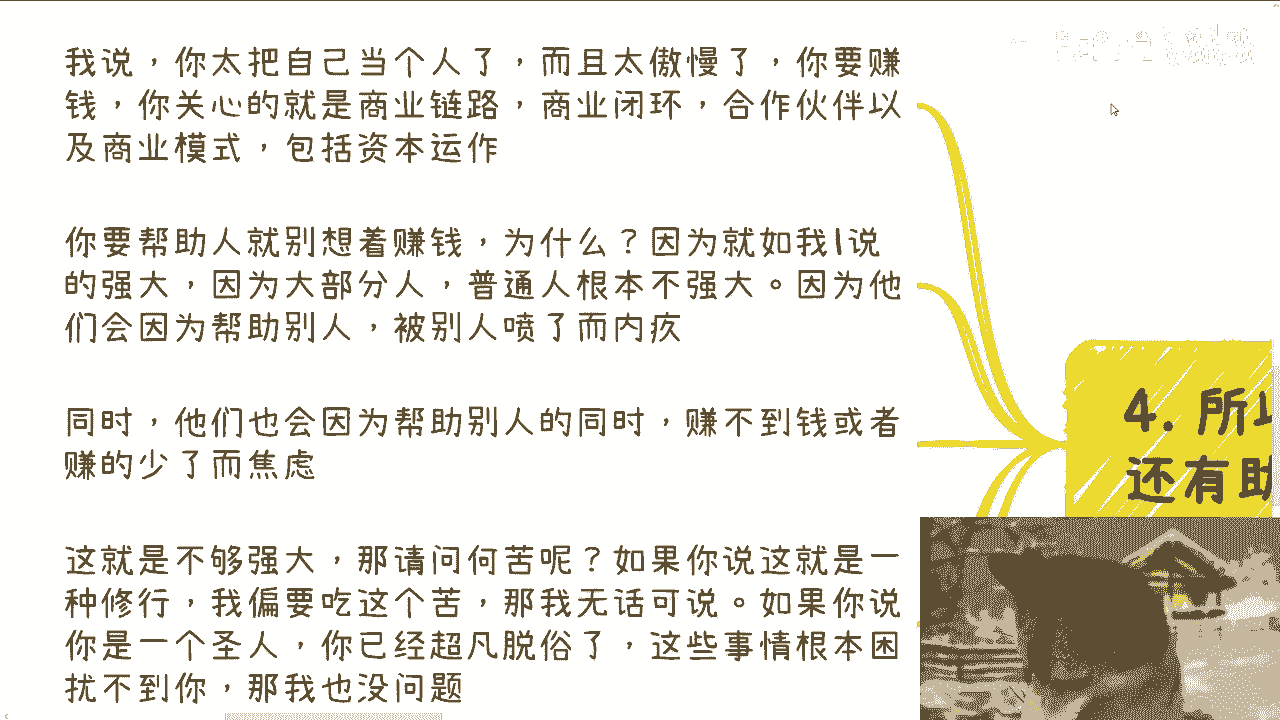 我说，你太把自己当个人了，而且太傲慢了，你要赚
钱，你关心的就是商业链路，商业闭环，合作伙伴以
及商业模式，包括资本运作
你要帮助人就别想着赚钱，为什么？因为就如我1说
的强大，因为大部分人，普通人根本不强大。因为他
们会因为帮助别人，被别人喷了而内疚
同时，他们也会因为帮助别人的同时，赚不到钱或者
赚的少了而焦虑
这就是不够强大，那请问何苦呢？如果你说这就是一
种修行，我偏要吃这个苦，那我无话可说。如果你说
你是一个圣人，你已经超凡脱俗了，这些事情根本困
扰不到你，那我也没问题
4. 所以
还有助